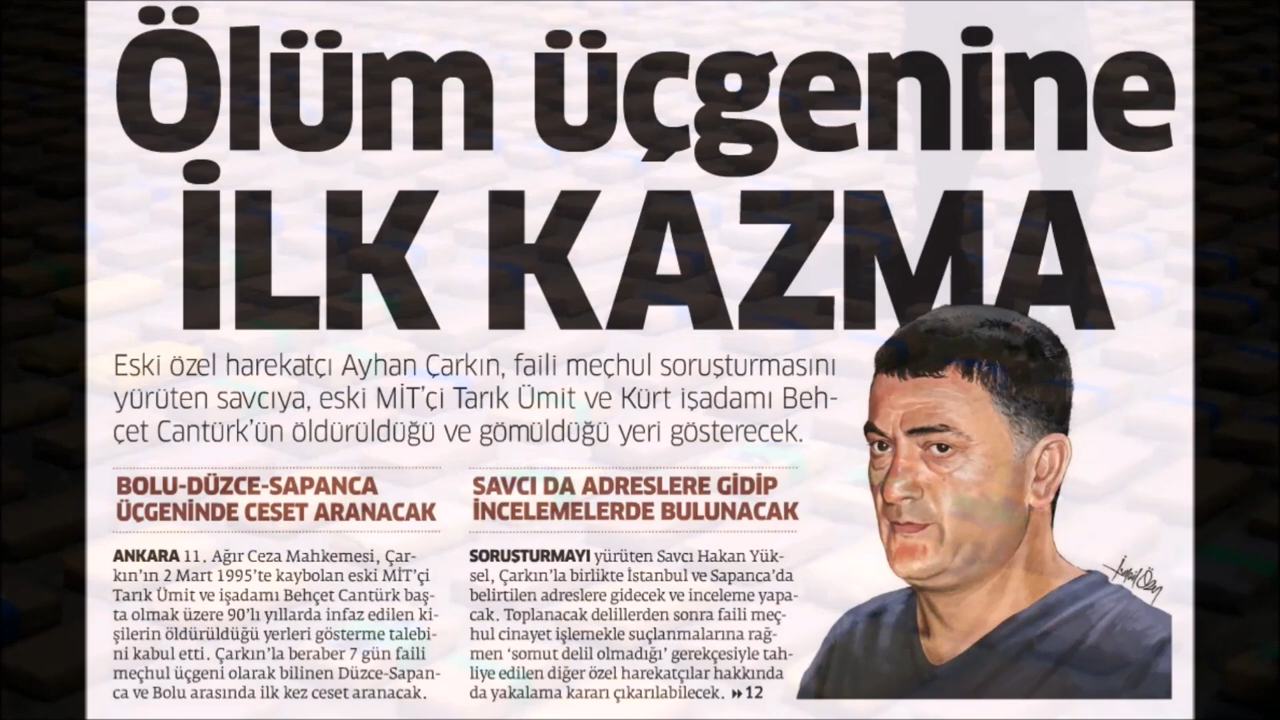 Ölüm üçgenine
İLK KAZMA
Eski özel harekatçı Ayhan Çarkın, faili meçhul soruşturmasını
yürüten savcıya, eski MİT'çi Tarık Ümit ve Kürt işadamı Beh-
çet Cantürk'ün öldürüldüğü ve gömüldüğü yeri gösterecek.
BOLU-DÜZCE-SAPANCA
ÜÇGENİNDE CESET ARANACAK
ANKARA 11. Ağır Ceza Mahkemesi, Çar-
kın'ın 2 Mart 1995'te kaybolan eski MİT'çi
Tarık Ümit ve işadamı Behçet Cantürk baş-
ta olmak üzere 90'lı yıllarda infaz edilen ki-
şilerin öldürüldüğü yerleri gösterme talebi-
ni kabul etti. Çarkın'la beraber 7 gün faili
meçhul üçgeni olarak bilinen Düzce-Sapan-
ca ve Bolu arasında ilk kez ceset aranacak.
SAVCI DA ADRESLERE GİDİP
İNCELEMELERDE BULUNACAK
SORUŞTURMAYI yürüten Savcı Hakan Yük-
sel, Çarkın'la birlikte İstanbul ve Sapanca'da
belirtilen adreslere gidecek ve inceleme yapa-
cak. Toplanacak delillerden sonra faili meç-
hul cinayet işlemekle suçlanmalarına rağ-
men 'somut delil olmadığı' gerekçesiyle tah-
liye edilen diğer özel harekatçılar hakkında
da yakalama kararı çıkarılabilecek. 12